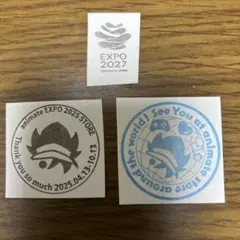 EXPO
2027
animate EXPO 2025 STORE
Thank you so much 2025.04.13-10.13
See You at animate
store around the world!